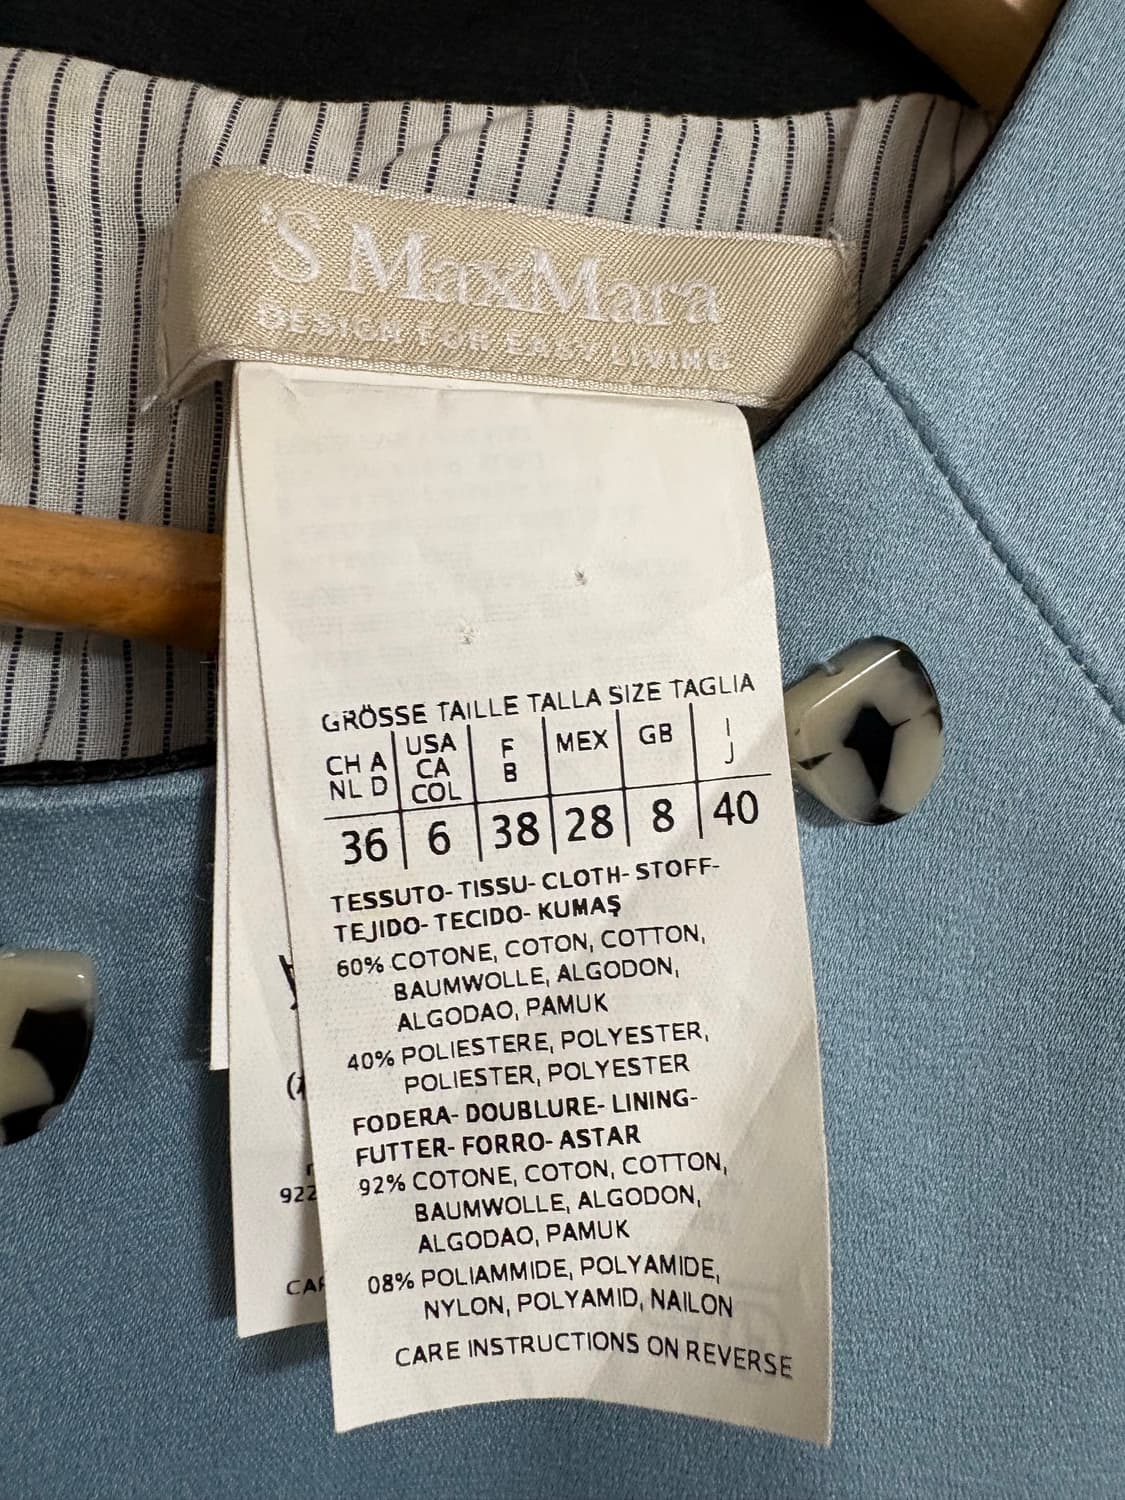 'S MaxMara
DESIGN FOR EASY LIVING
GRÖSSE TAILLE TALLA SIZE TAGLIA
CH A NL D USA CA COL F B MEX GB I J
36 6 38 28 8 40
TESSUTO- TISSU- CLOTH- STOFF-
TEJIDO- TECIDO- KUMAŞ
60% COTONE, COTON, COTTON,
BAUMWOLLE, ALGODON,
ALGODAO, PAMUK
40% POLIESTERE, POLYESTER,
POLIESTER, POLYESTER
FODERA- DOUBLURE- LINING-
FUTTER- FORRO- ASTAR
92% COTONE, COTON, COTTON,
BAUMWOLLE, ALGODON,
ALGODAO, PAMUK
08% POLIAMMIDE, POLYAMIDE,
NYLON, POLYAMID, NAILON
CARE INSTRUCTIONS ON REVERSE
922